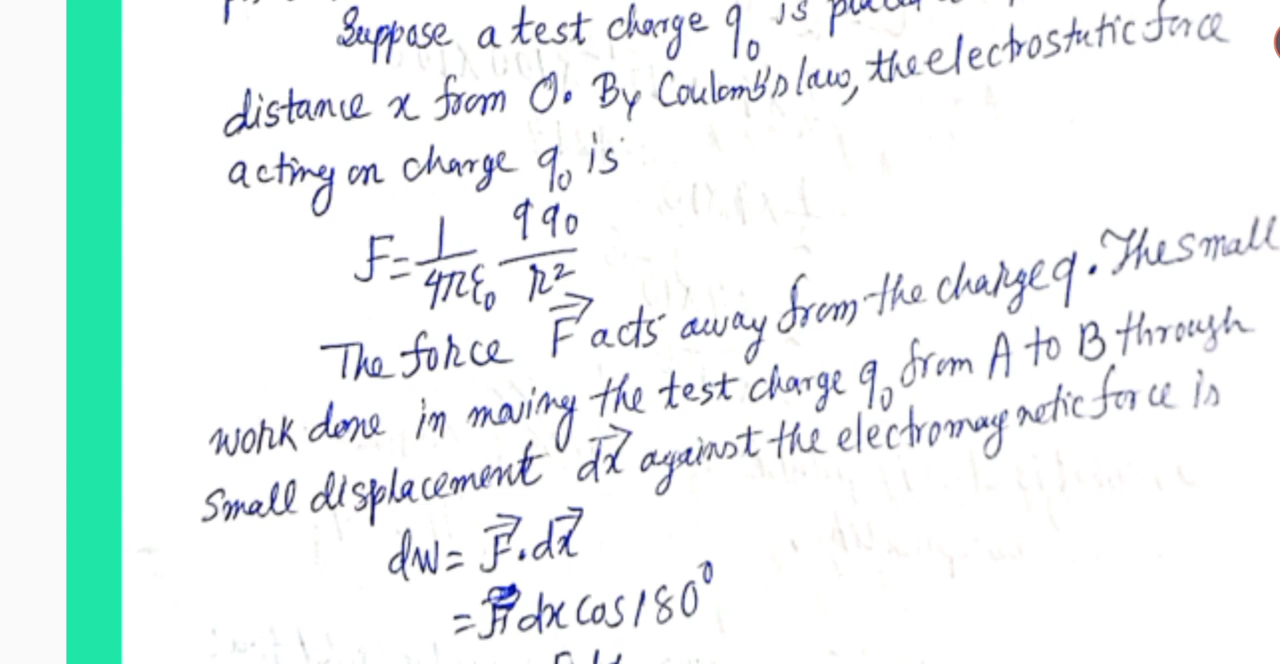 Suppose a test charge q₀ is
distance x from O. By Coulomb's law, the electrostatic force
acting on charge q₀ is
F = 1/4πε₀ qq₀/r²
The force F⃗ acts away from the charge q. The small
work done in moving the test charge q₀ from A to B through
small displacement dx⃗ against the electromagnetic force is
dW = F⃗.dx⃗
= F dx cos 180°